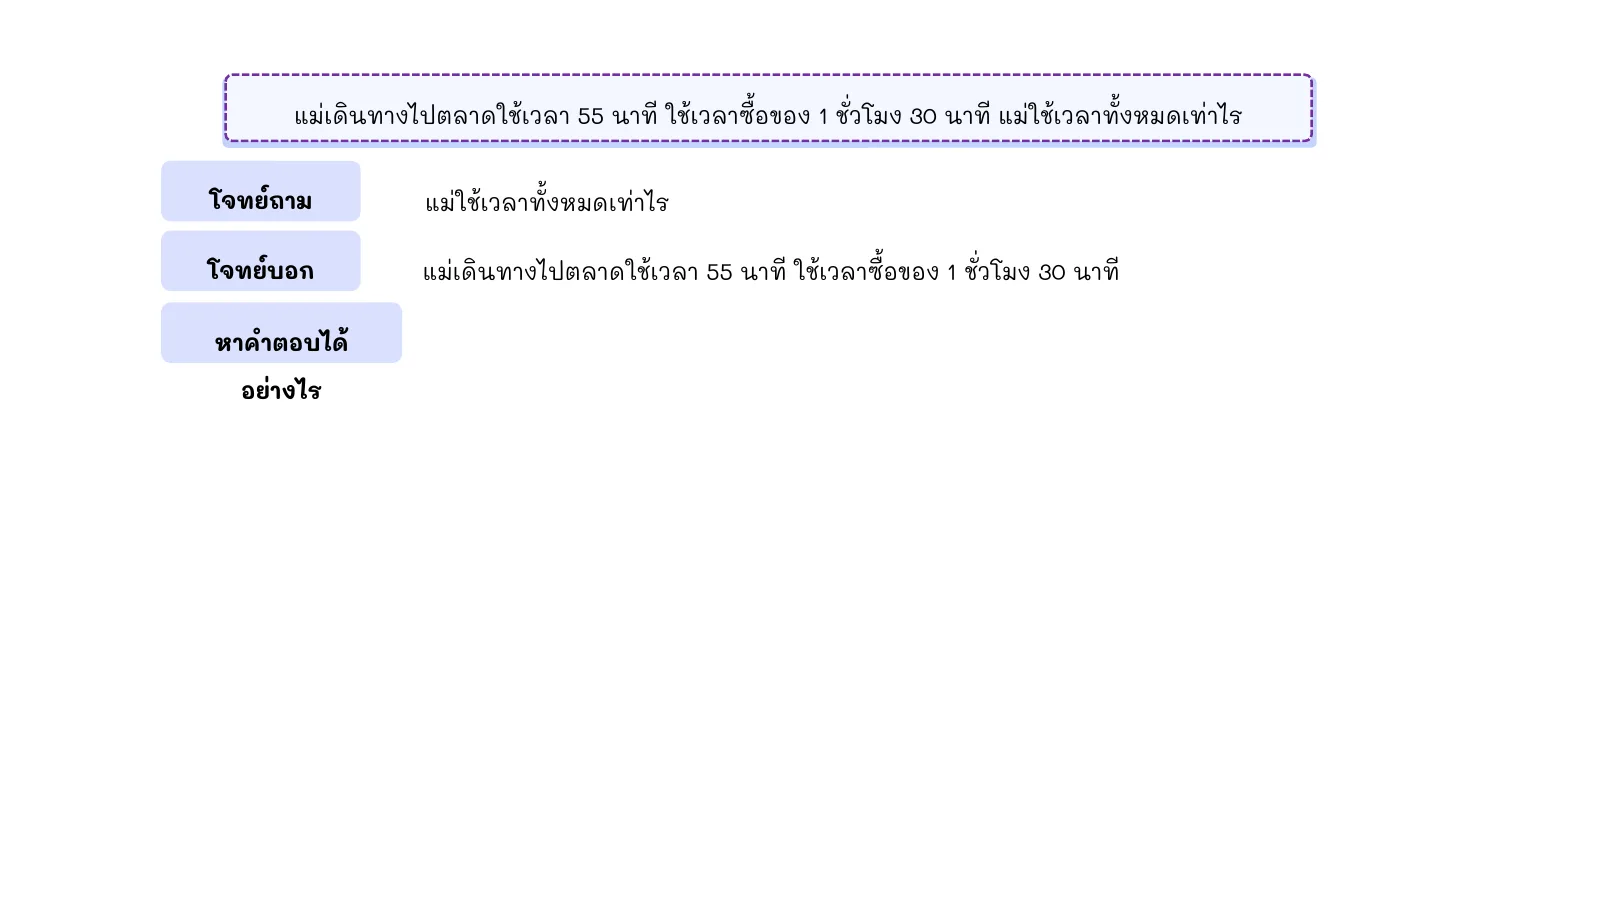 แม่เดินทางไปตลาดใช้เวลา 55 นาที ใช้เวลาซื้อของ 1 ชั่วโมง 30 นาที แม่ใช้เวลาทั้งหมดเท่าไร
โจทย์ถาม แม่ใช้เวลาทั้งหมดเท่าไร
โจทย์บอก แม่เดินทางไปตลาดใช้เวลา 55 นาที ใช้เวลาซื้อของ 1 ชั่วโมง 30 นาที
หาคำตอบได้
อย่างไร